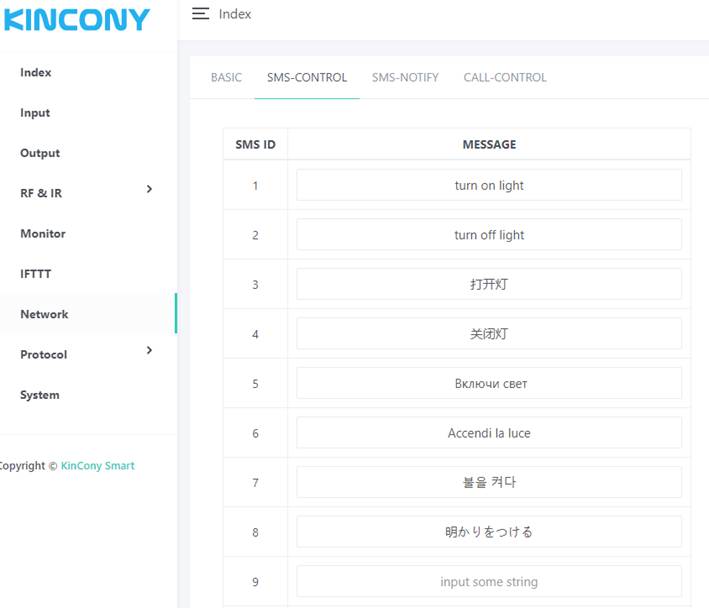 KINCONY
Index
Index
Input
Output
RF & IR
Monitor
IFTTT
Network
Protocol
System
Copyright © KinCony Smart
BASIC SMS-CONTROL SMS-NOTIFY CALL-CONTROL
SMS ID MESSAGE
1 turn on light
2 turn off light
3 打开灯
4 关闭灯
5 Включи свет
6 Accendi la luce
7 불을 켜다
8 明かりをつける
9 input some string